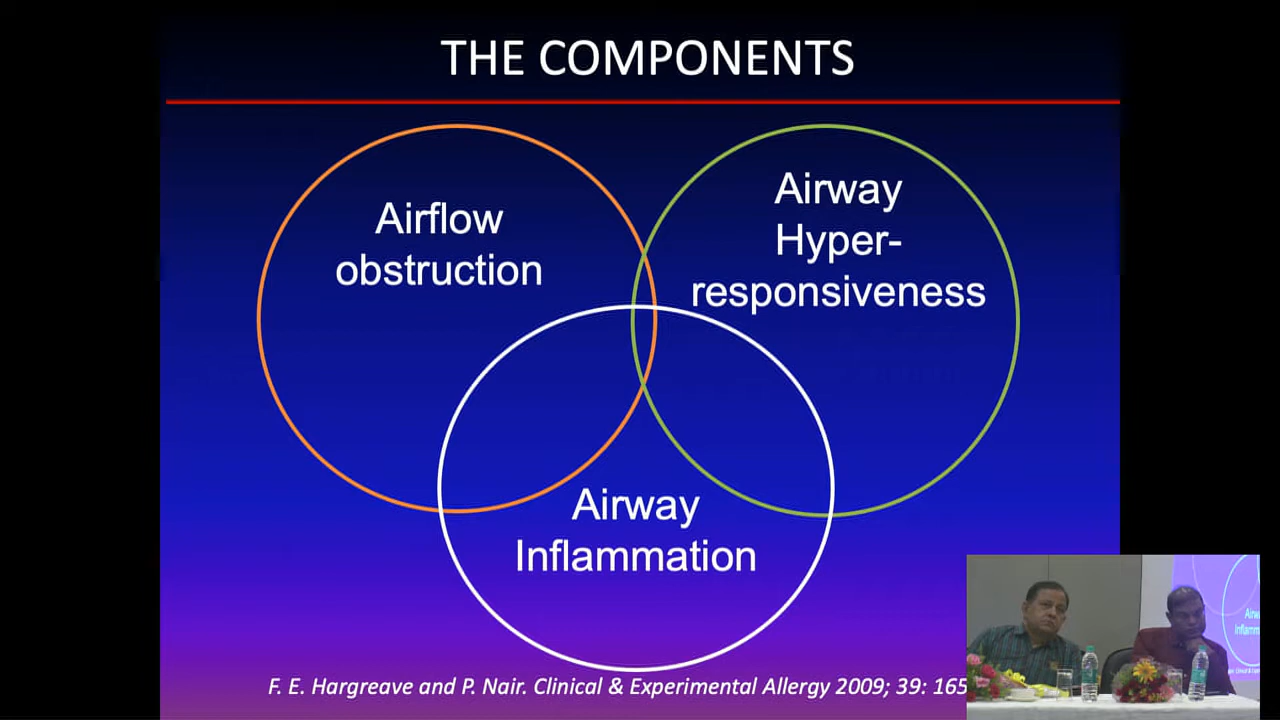 THE COMPONENTS
Airflow
obstruction
Airway
Hyper-
responsiveness
Airway
Inflammation
F. E. Hargreave and P. Nair. Clinical & Experimental Allergy 2009; 39: 165